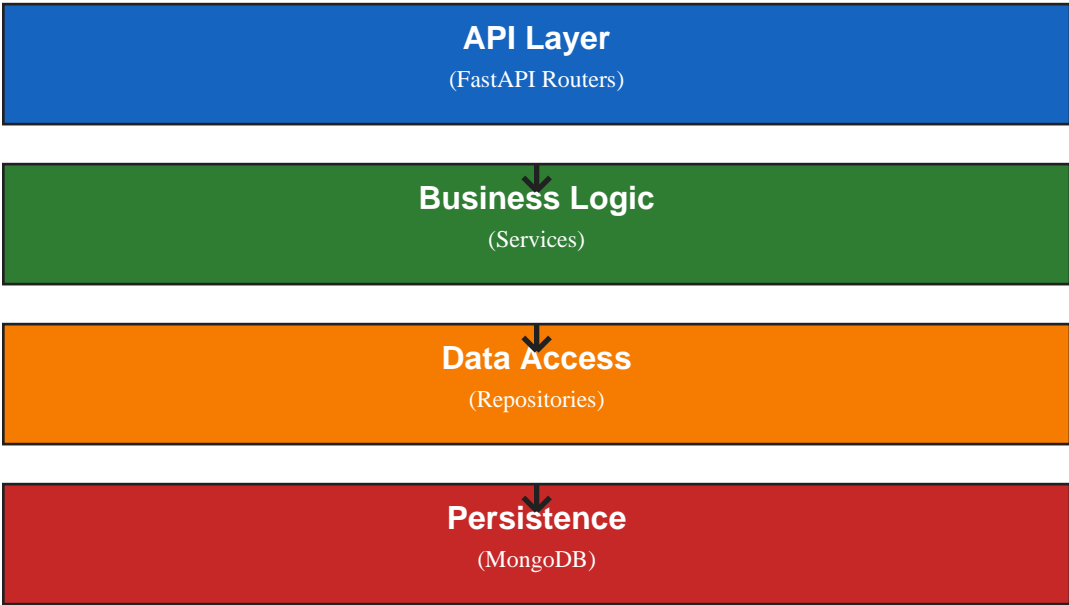 API Layer
(FastAPI Routers)
Business Logic
(Services)
Data Access
(Repositories)
Persistence
(MongoDB)